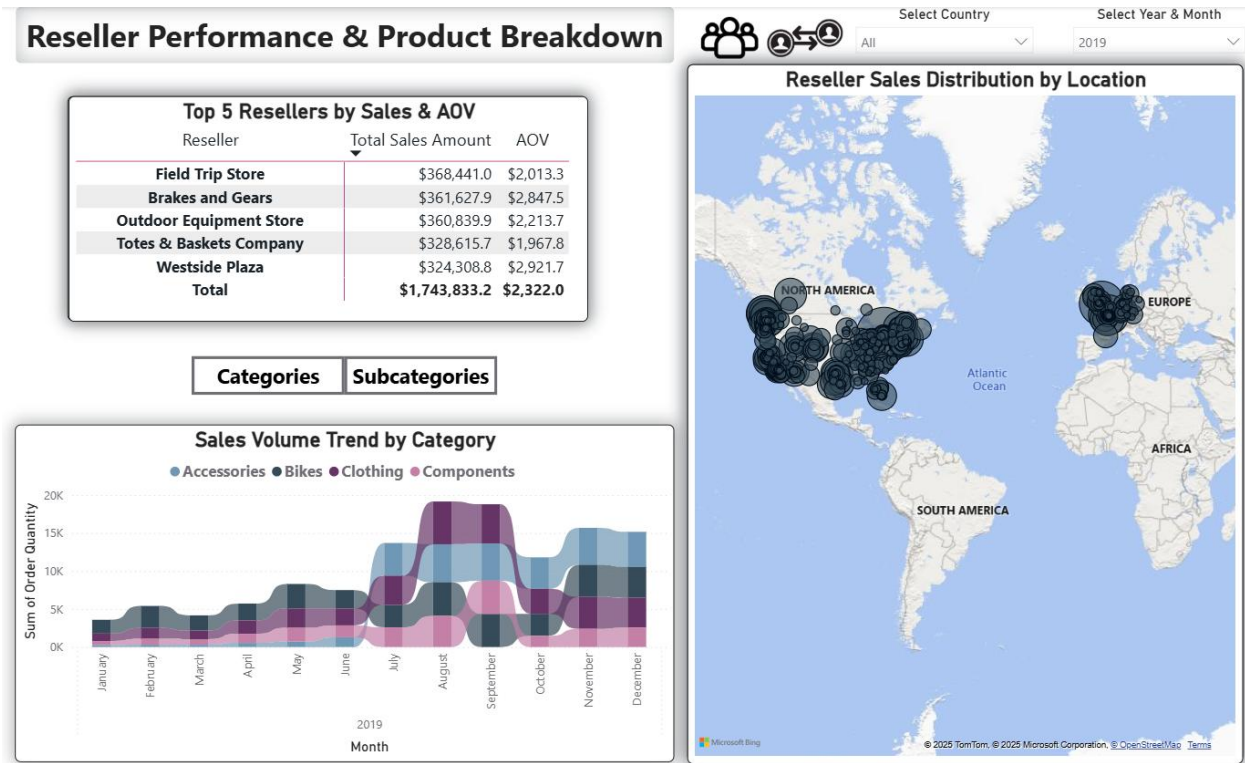 Reseller Performance & Product Breakdown
Select Country
All
Select Year & Month
2019
Top 5 Resellers by Sales & AOV
Reseller Total Sales Amount AOV
Field Trip Store $368,441.0 $2,013.3
Brakes and Gears $361,627.9 $2,847.5
Outdoor Equipment Store $360,839.9 $2,213.7
Totes & Baskets Company $328,615.7 $1,967.8
Westside Plaza $324,308.8 $2,921.7
Total $1,743,833.2 $2,322.0
Categories Subcategories
Sales Volume Trend by Category
Accessories Bikes Clothing Components
Sum of Order Quantity
20K
15K
10K
5K
0K
January February March April May June July August September October November December
2019
Month
Reseller Sales Distribution by Location
NORTH AMERICA
EUROPE
Atlantic
Ocean
AFRICA
SOUTH AMERICA
Microsoft Bing
© 2025 TomTom, © 2025 Microsoft Corporation, © OpenStreetMap Terms